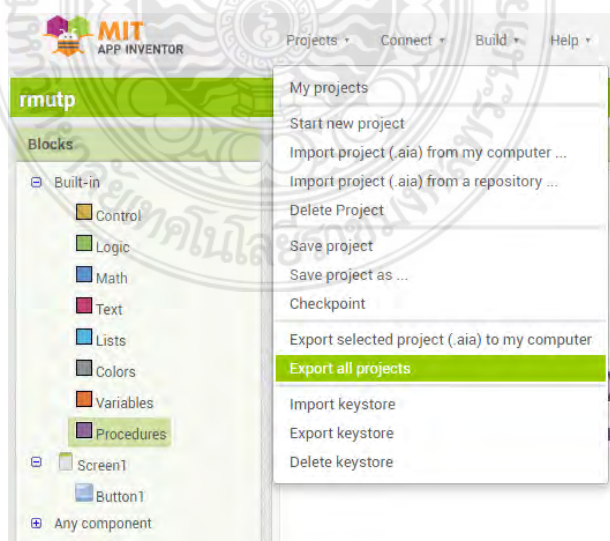 MIT
APP INVENTOR
Projects
Connect
Build
Help
rmutp
Blocks
Built-in
Control
Logic
Math
Text
Lists
Colors
Variables
Procedures
Screen1
Button1
Any component
My projects
Start new project
Import project (.aia) from my computer ...
Import project (.aia) from a repository ...
Delete Project
Save project
Save project as ...
Checkpoint
Export selected project (.aia) to my computer
Export all projects
Import keystore
Export keystore
Delete keystore